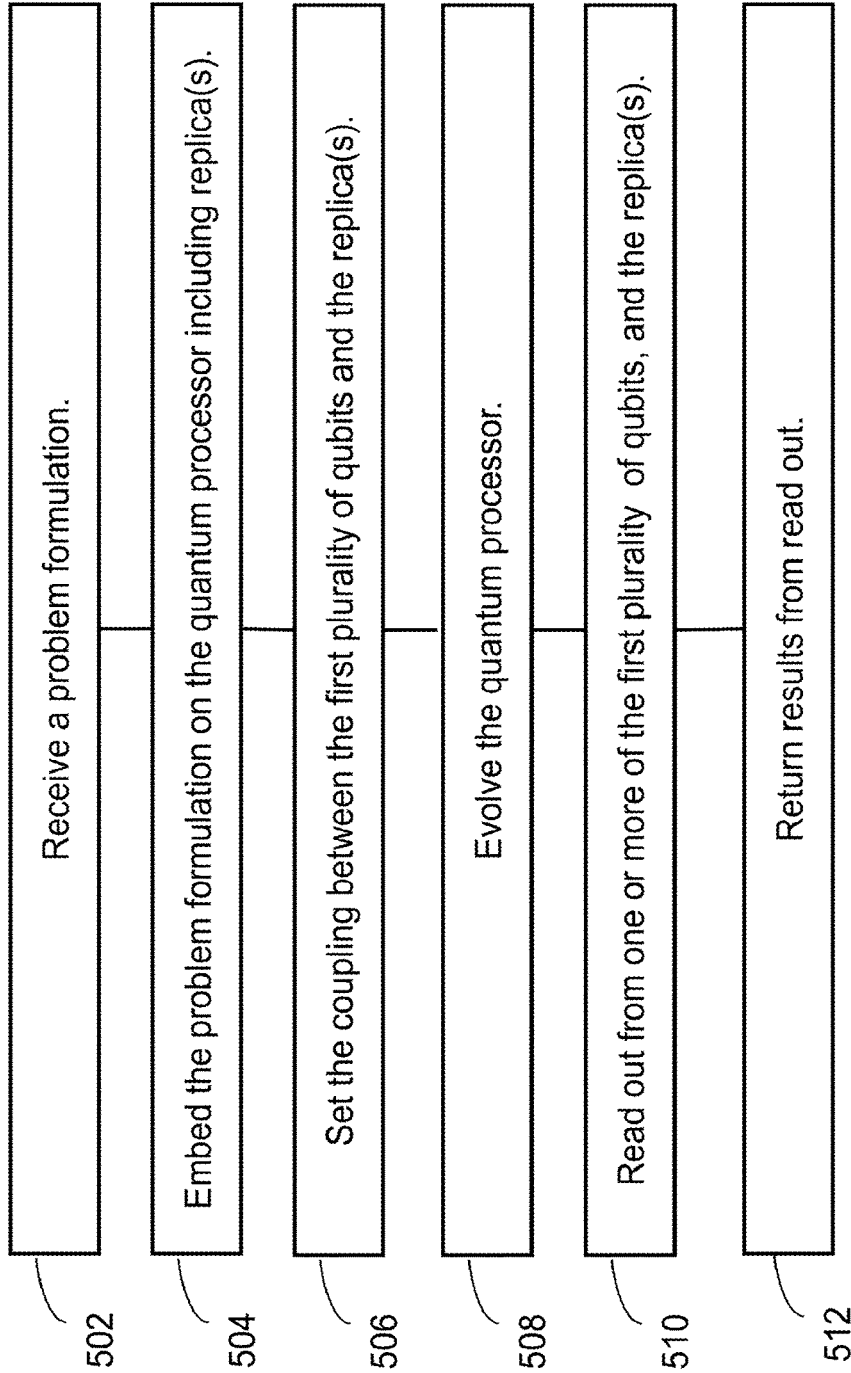 502
Receive a problem formulation.
504
Embed the problem formulation on the quantum processor including replica(s).
506
Set the coupling between the first plurality of qubits and the replica(s).
508
Evolve the quantum processor.
510
Read out from one or more of the first plurality of qubits, and the replica(s).
512
Return results from read out.